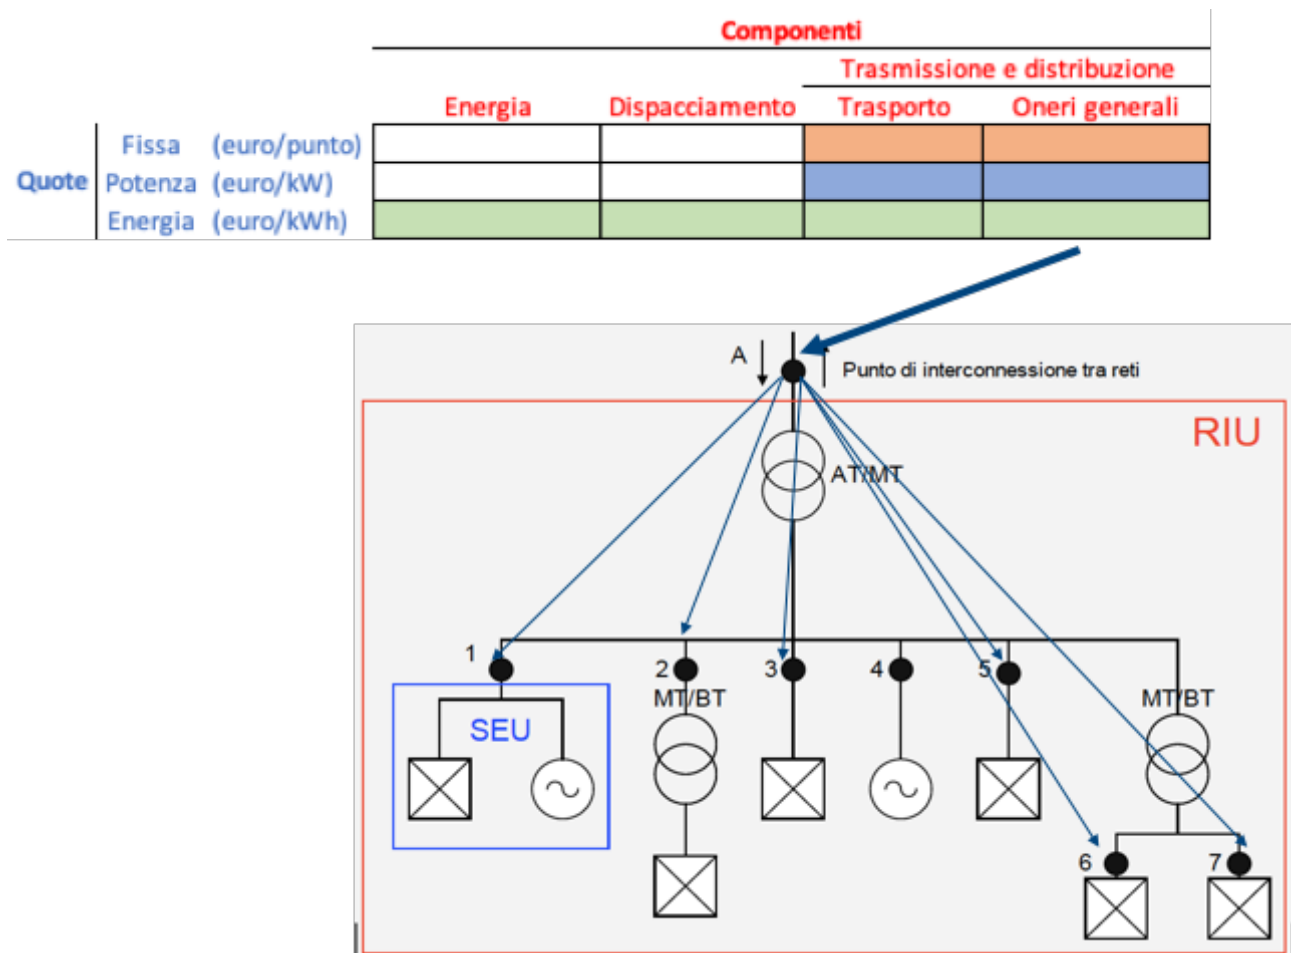 Componenti
Trasmissione e distribuzione
Energia Dispacciamento Trasporto Oneri generali
Fissa (euro/punto)
Quote Potenza (euro/kW)
Energia (euro/kWh)
A
Punto di interconnessione tra reti
RIU
AT/MT
1
2
3
4
5
MT/BT
MT/BT
SEU
6
7